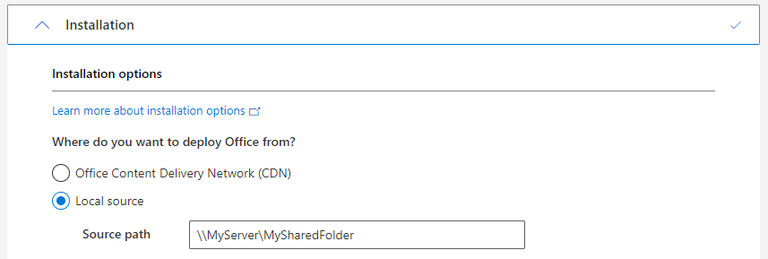 Installation
Installation options
Learn more about installation options
Where do you want to deploy Office from?
Office Content Delivery Network (CDN)
Local source
Source path \\MyServer\MySharedFolder